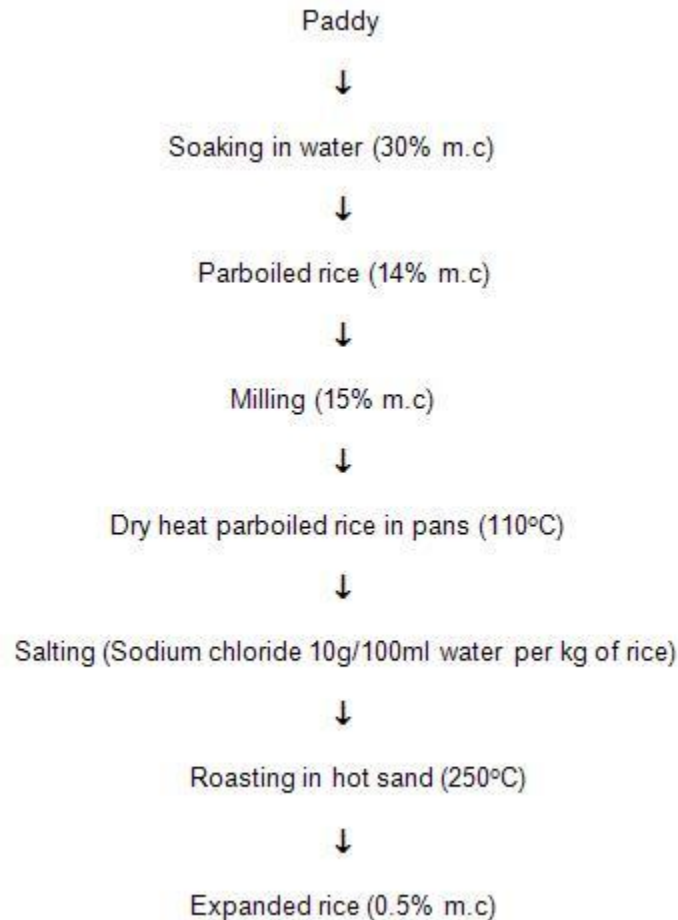 Paddy
↓
Soaking in water (30% m.c)
↓
Parboiled rice (14% m.c)
↓
Milling (15% m.c)
↓
Dry heat parboiled rice in pans (110°C)
↓
Salting (Sodium chloride 10g/100ml water per kg of rice)
↓
Roasting in hot sand (250°C)
↓
Expanded rice (0.5% m.c)